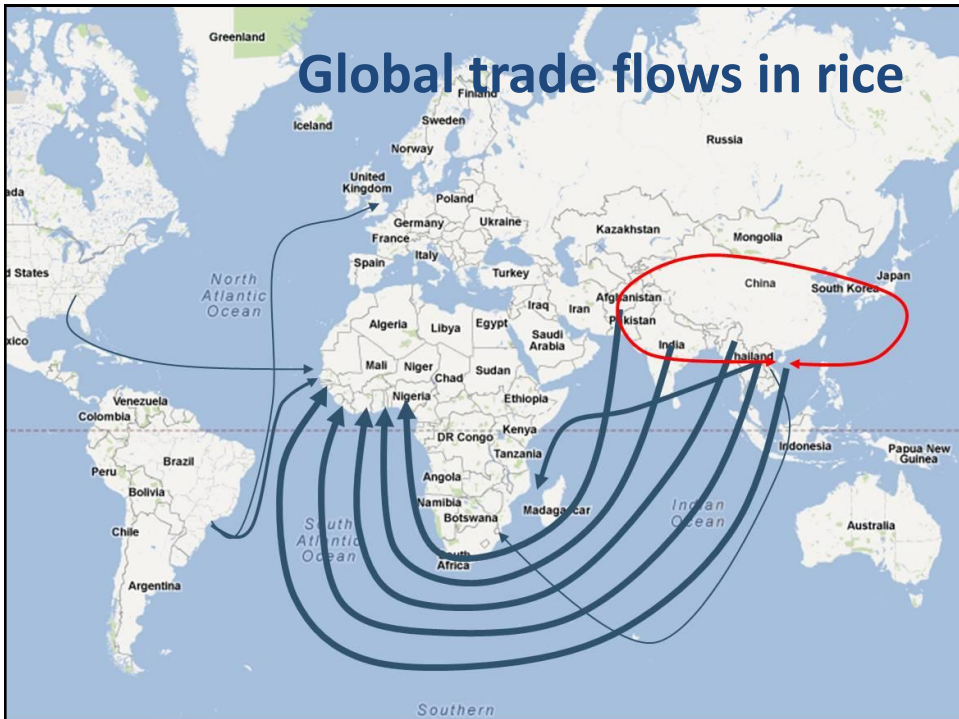 Greenland
Global trade flows in rice
Finland
Iceland
Sweden
Russia
Norway
United
Kingdom
ada
Poland
Germany
Ukraine
Kazakhstan
France
Mongolia
Italy
Spain
d States
North
Atlantic
Ocean
Turkey
Japan
China
South Korea
Iraq
Iran
Afghanistan
Algeria
Libya
Egypt
Pakistan
Saudi
Arabia
xico
India
Thailand
Mali
Niger
Chad
Sudan
Venezuela
Nigeria
Ethiopia
Colombia
Kenya
DR Congo
Indonesia
Papua New
Guinea
Tanzania
Brazil
Peru
Angola
Bolivia
Namibia
Madagascar
Indian
Ocean
Botswana
Chile
South
Atlantic
Ocean
Australia
South
Africa
Argentina
Southern